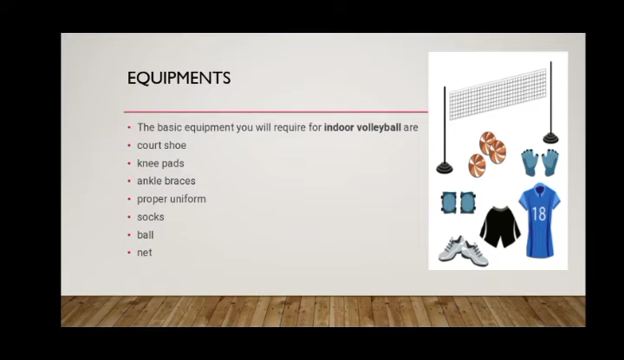 EQUIPMENTS
The basic equipment you will require for indoor volleyball are
court shoe
knee pads
ankle braces
proper uniform
socks
ball
net
18